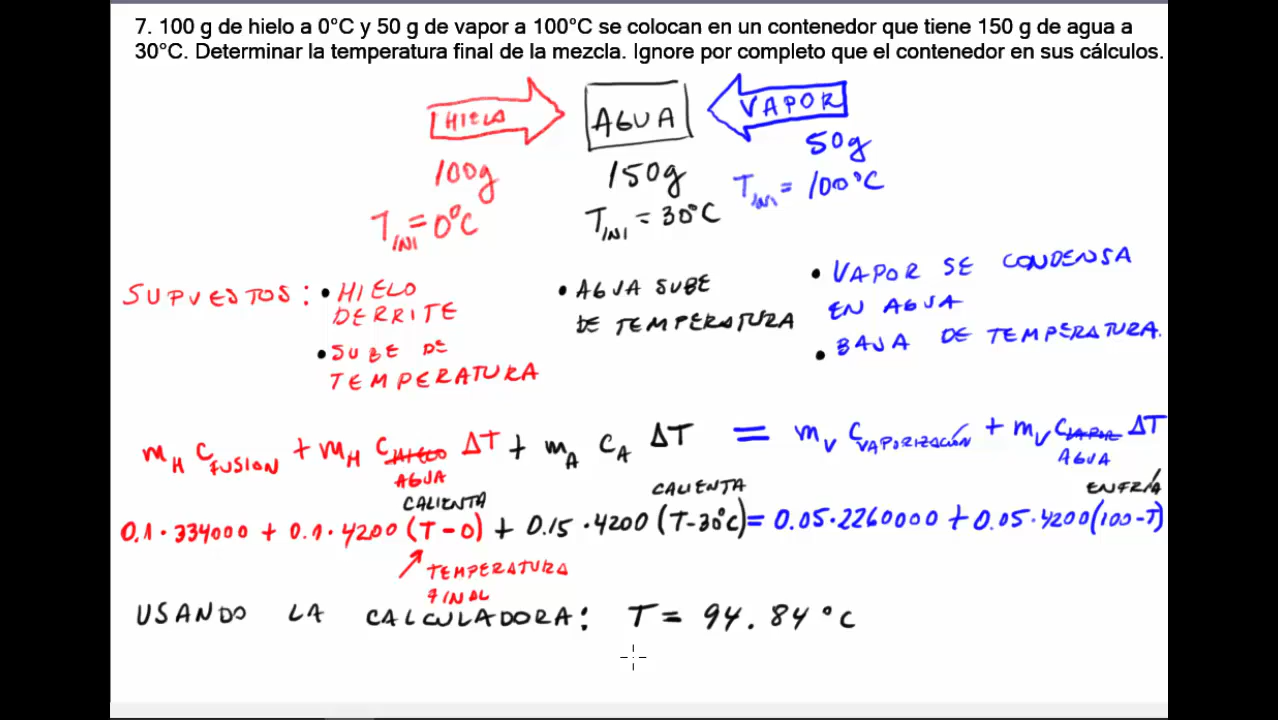 7. 100 g de hielo a 0°C y 50 g de vapor a 100°C se colocan en un contenedor que tiene 150 g de agua a
30°C. Determinar la temperatura final de la mezcla. Ignore por completo que el contenedor en sus cálculos.
HIELO AGUA VAPOR
100g 150g 50g
T_INI = 0°C T_INI = 30°C T_INI = 100°C
SUPUESTOS: • HIELO • AGUA SUBE • VAPOR SE CONDENSA
DERRITE DE TEMPERATURA EN AGUA
• SUBE DE • BAJA DE TEMPERATURA.
TEMPERATURA
m_H C_FUSION + m_H C_HIELO ΔT + m_A C_A ΔT = m_V C_VAPORIZACIÓN + m_V C_VAPOR ΔT
AGUA AGUA
CALIENTA CALIENTA ENFRÍA
0.1·334000 + 0.1·4200 (T-0) + 0.15·4200 (T-30°C) = 0.05·2260000 + 0.05·4200(100-T)
TEMPERATURA
FINAL
USANDO LA CALCULADORA: T = 94.84 °C